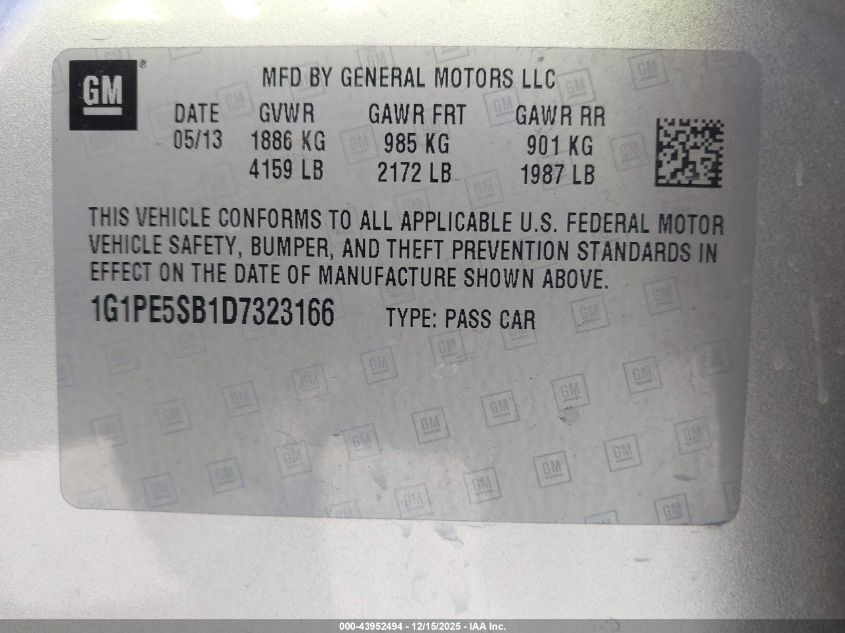 GM
MFD BY GENERAL MOTORS LLC
DATE GVWR GAWR FRT GAWR RR
05/13 1886 KG 985 KG 901 KG
4159 LB 2172 LB 1987 LB
THIS VEHICLE CONFORMS TO ALL APPLICABLE U.S. FEDERAL MOTOR
VEHICLE SAFETY, BUMPER, AND THEFT PREVENTION STANDARDS IN
EFFECT ON THE DATE OF MANUFACTURE SHOWN ABOVE.
1G1PE5SB1D7323166 TYPE: PASS CAR
000-43952494 - 12/15/2025 - IAA Inc.